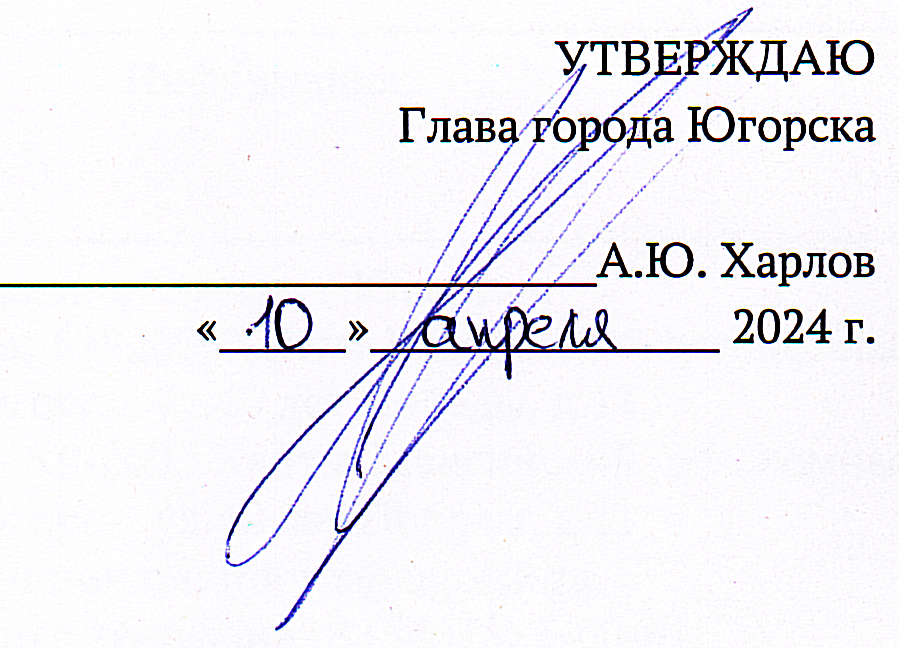 УТВЕРЖДАЮ
Глава города Югорска
А.Ю. Харлов
«10» апреля 2024 г.